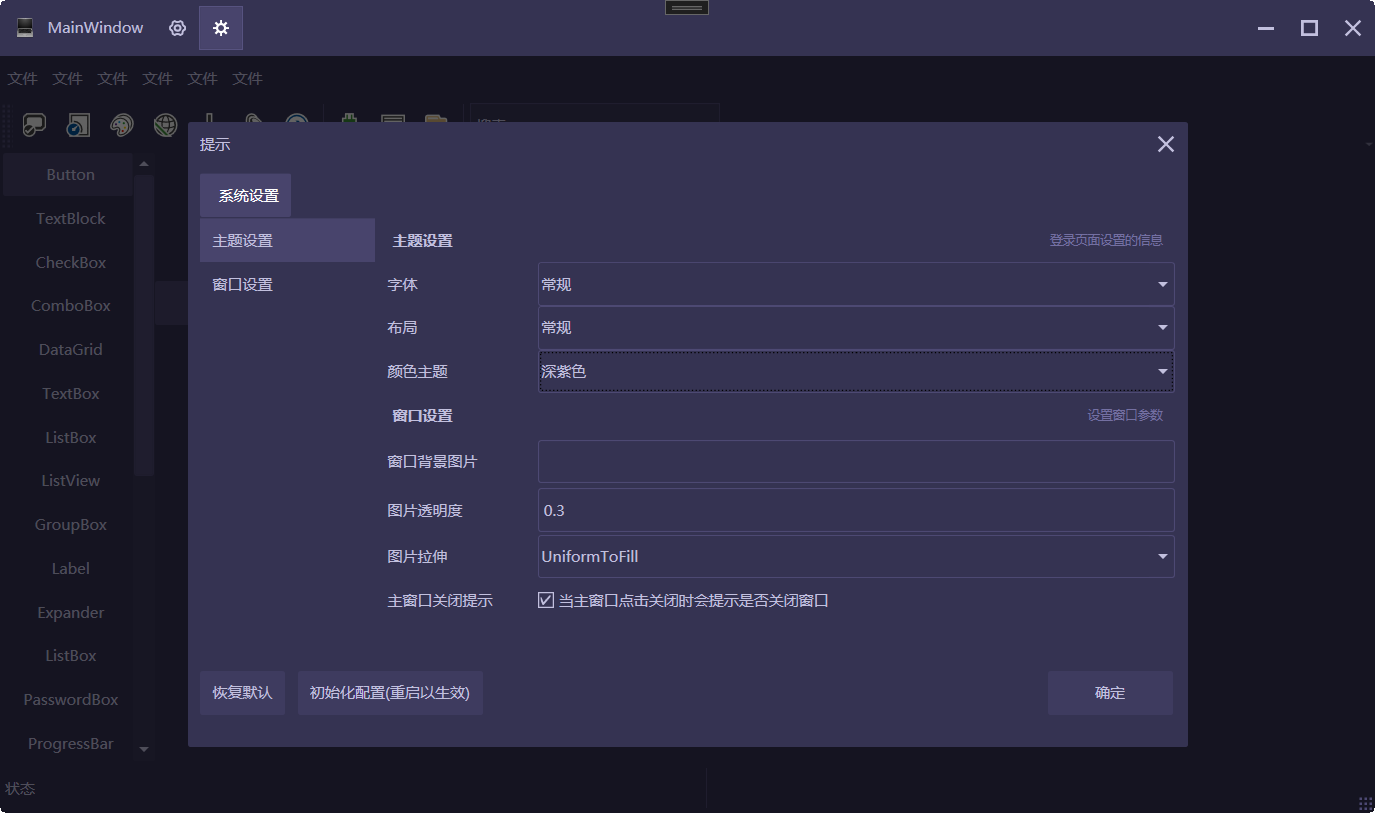 MainWindow
文件 文件 文件 文件 文件 文件
提示
系统设置
主题设置
窗口设置
主题设置 登录页面设置的信息
字体 常规
布局 常规
颜色主题 深紫色
窗口设置 设置窗口参数
窗口背景图片
图片透明度 0.3
图片拉伸 UniformToFill
主窗口关闭提示 当主窗口点击关闭时会提示是否关闭窗口
恢复默认 初始化配置(重启以生效) 确定
Button
TextBlock
CheckBox
ComboBox
DataGrid
TextBox
ListBox
ListView
GroupBox
Label
Expander
ListBox
PasswordBox
ProgressBar
状态